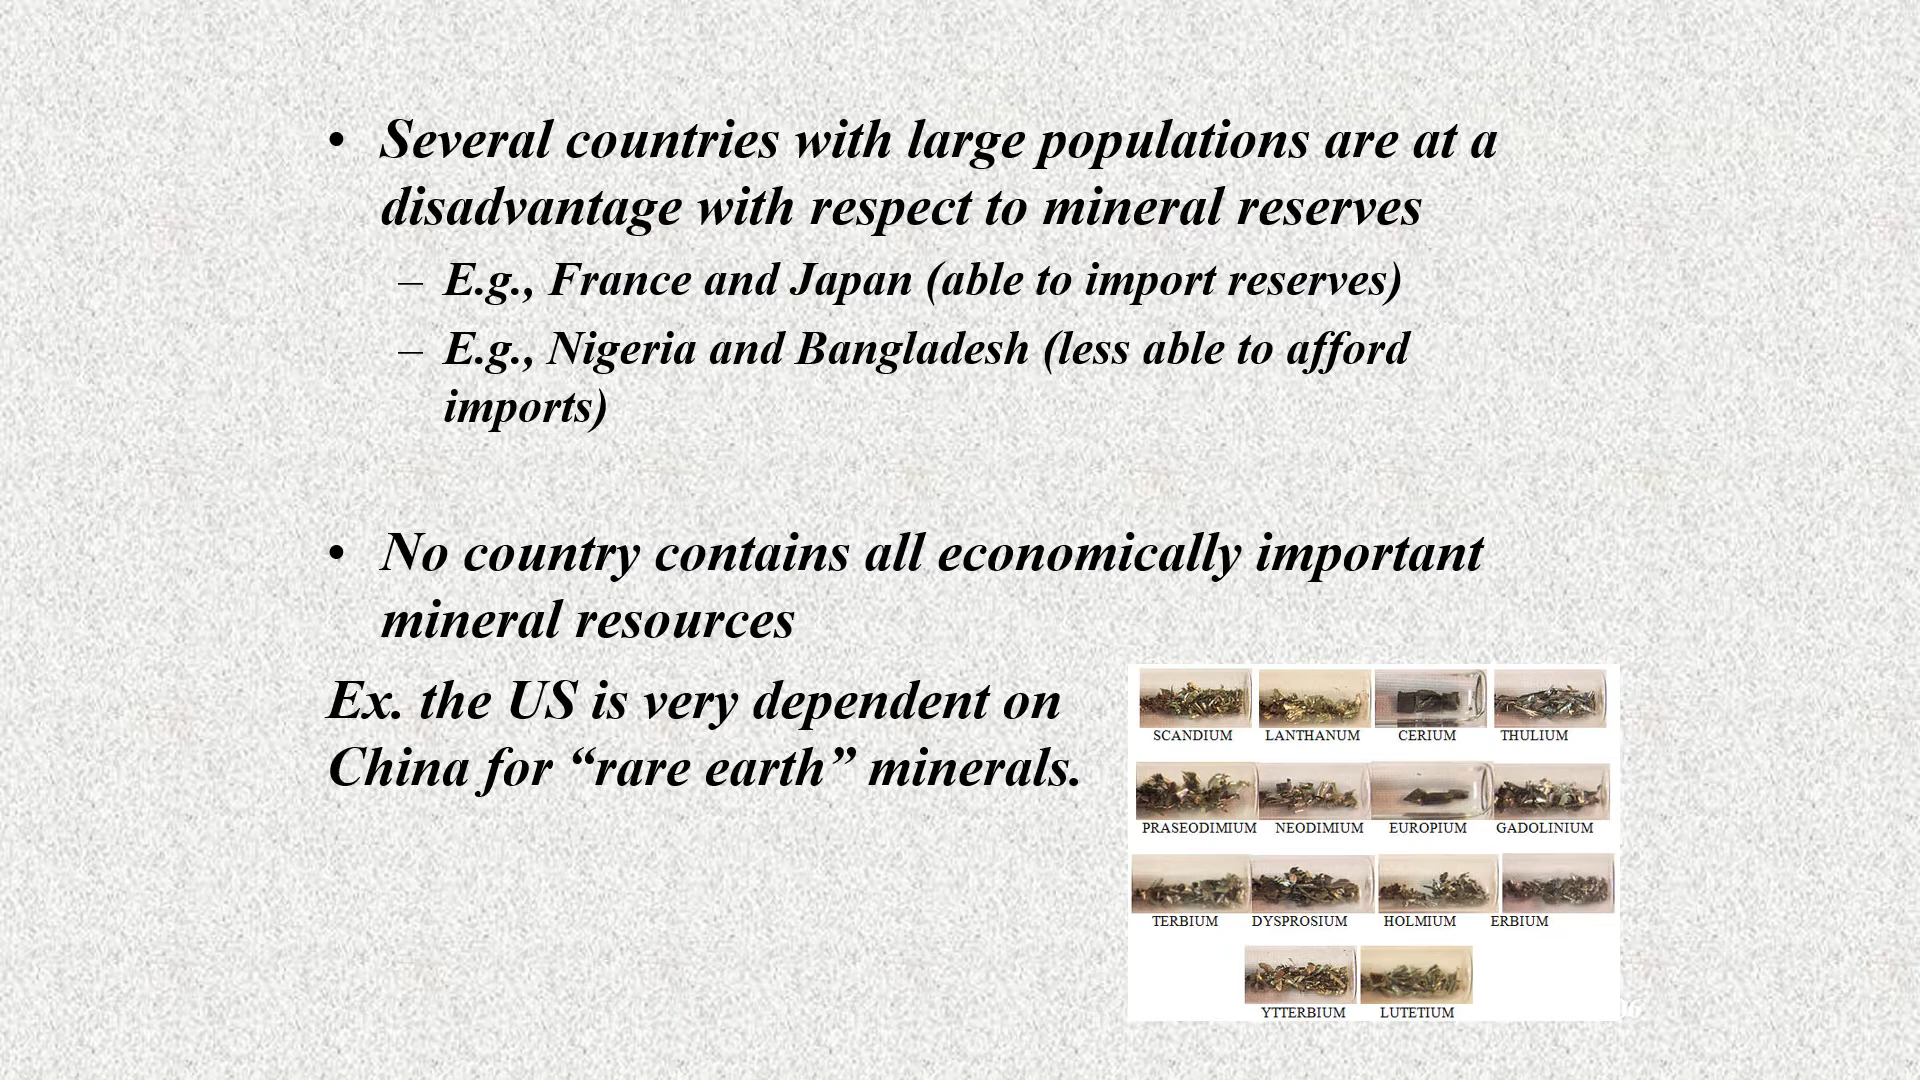 • Several countries with large populations are at a
disadvantage with respect to mineral reserves
– E.g., France and Japan (able to import reserves)
– E.g., Nigeria and Bangladesh (less able to afford
imports)
• No country contains all economically important
mineral resources
Ex. the US is very dependent on
China for “rare earth” minerals.
SCANDIUM LANTHANUM CERIUM THULIUM
PRASEODIMIUM NEODIMIUM EUROPIUM GADOLINIUM
TERBIUM DYSPROSIUM HOLMIUM ERBIUM
YTTERBIUM LUTETIUM